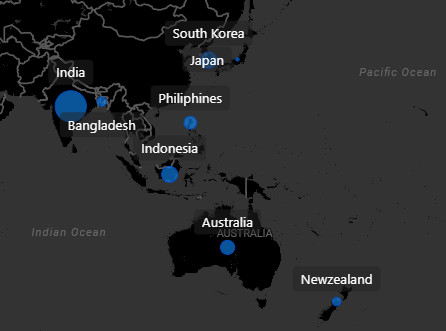 South Korea
Japan
Pacific Ocean
India
Philiphines
Bangladesh
Indonesia
Australia
Indian Ocean
AUSTRALIA
Newzealand